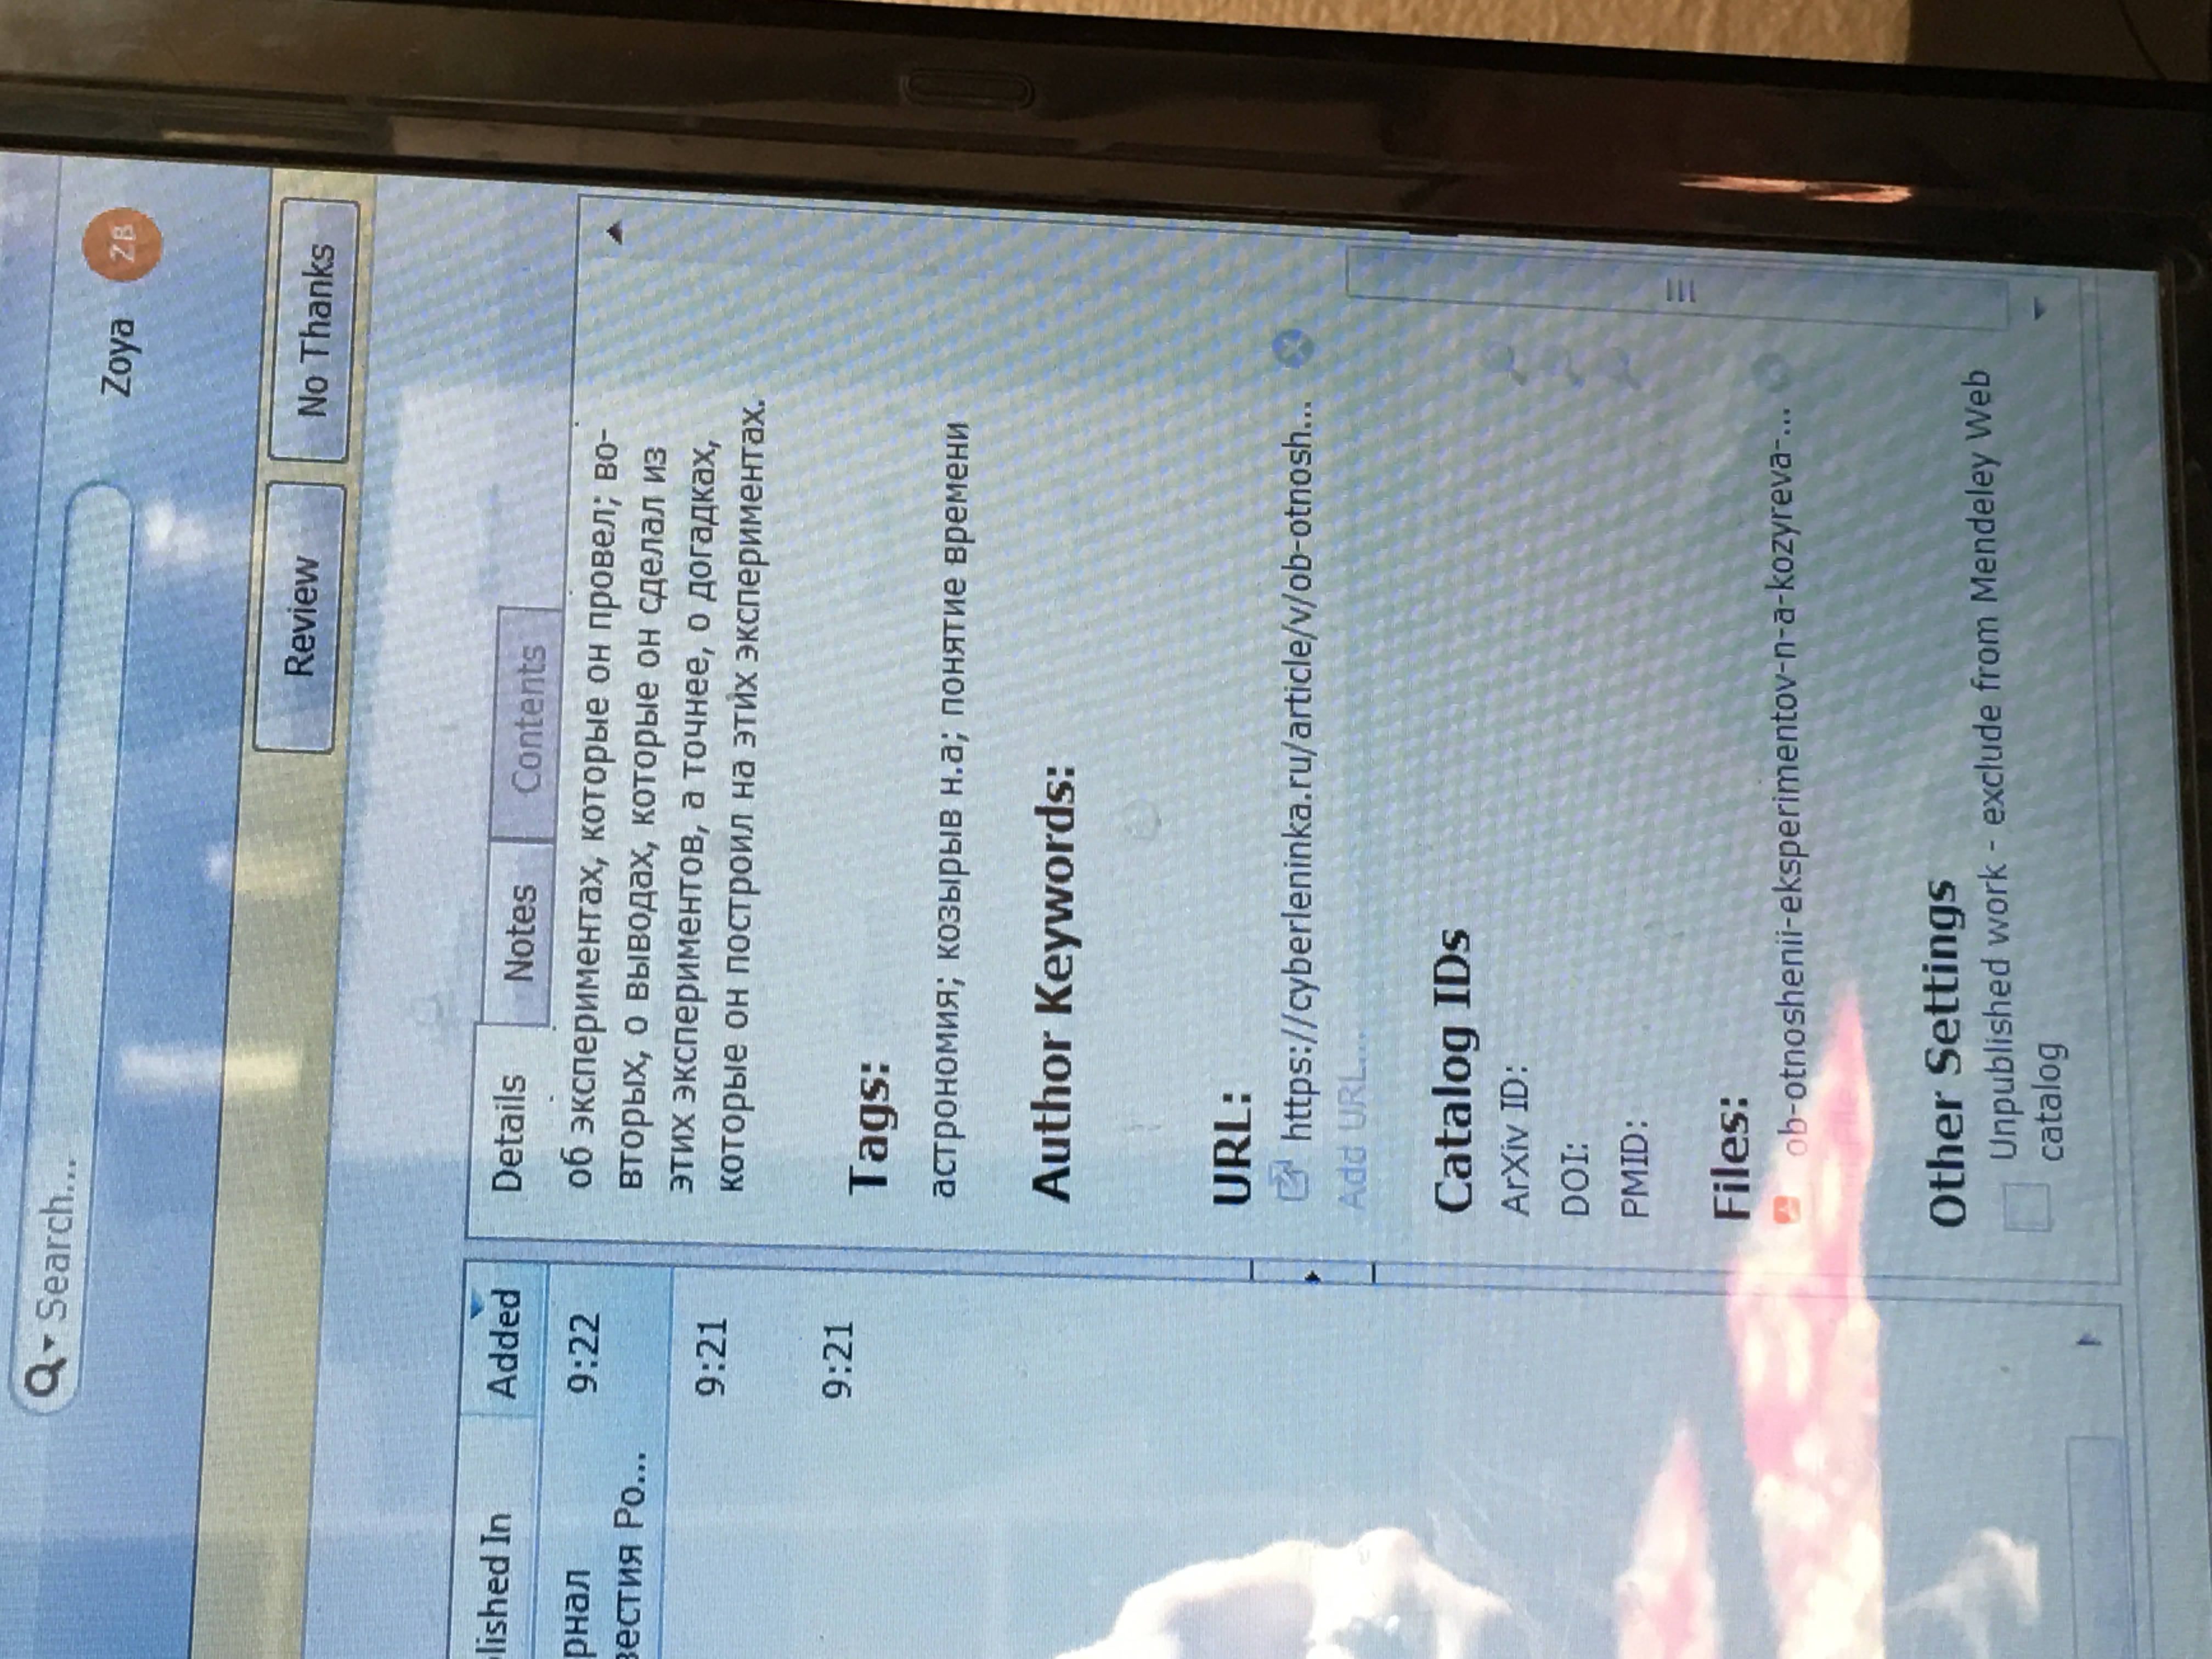 Search...
Zoya
ZB
Review
No Thanks
lished In
Added
Details
Notes
Contents
рнал
вестия Ро...
9:22
9:21
9:21
об экспериментах, которые он провел; во-
вторых, о выводах, которые он сделал из
этих экспериментов, а точнее, о догадках,
которые он построил на этих экспериментах.
Tags:
астрономия; козырыв н.а; понятие времени
Author Keywords:
URL:
https://cyberleninka.ru/article/v/ob-otnosh...
Add URL...
Catalog IDs
ArXiv ID:
DOI:
PMID:
Files:
ob-otnoshenii-eksperimentov-n-a-kozyreva-...
Other Settings
Unpublished work - exclude from Mendeley Web
catalog